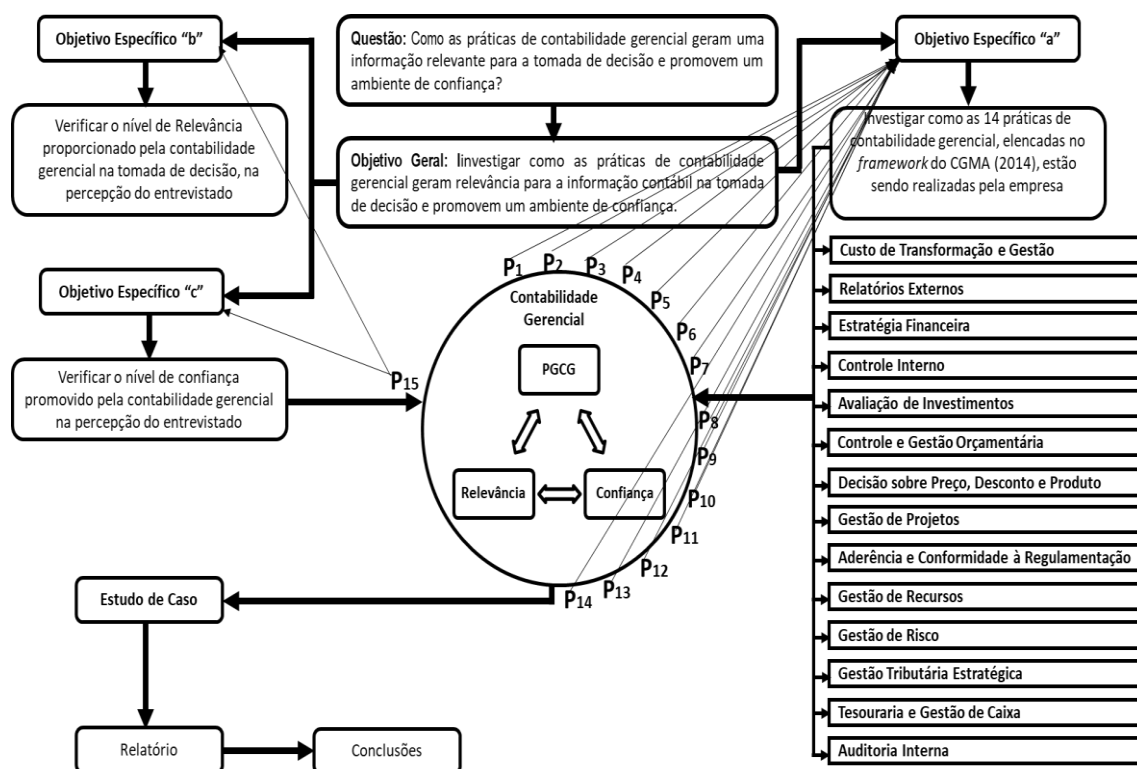 Objetivo Específico “b”
Questão: Como as práticas de contabilidade gerencial geram uma
informação relevante para a tomada de decisão e promovem um
ambiente de confiança?
Objetivo Específico “a”
Verificar o nível de Relevância
proporcionado pela contabilidade
gerencial na tomada de decisão, na
percepção do entrevistado
Objetivo Geral: Iinvestigar como as práticas de contabilidade
gerencial geram relevância para a informação contábil na tomada
de decisão e promovem um ambiente de confiança.
Investigar como as 14 práticas de
contabilidade gerencial, elencadas no
framework do CGMA (2014), estão
sendo realizadas pela empresa
Objetivo Específico “c”
Verificar o nível de confiança
promovido pela contabilidade gerencial
na percepção do entrevistado
P1
P2
P3
P4
P5
P6
P7
P8
P9
P10
P11
P12
P13
P14
P15
Contabilidade
Gerencial
PGCG
Relevância
Confiança
Custo de Transformação e Gestão
Relatórios Externos
Estratégia Financeira
Controle Interno
Avaliação de Investimentos
Controle e Gestão Orçamentária
Decisão sobre Preço, Desconto e Produto
Gestão de Projetos
Aderência e Conformidade à Regulamentação
Gestão de Recursos
Gestão de Risco
Gestão Tributária Estratégica
Tesouraria e Gestão de Caixa
Auditoria Interna
Estudo de Caso
Relatório
Conclusões